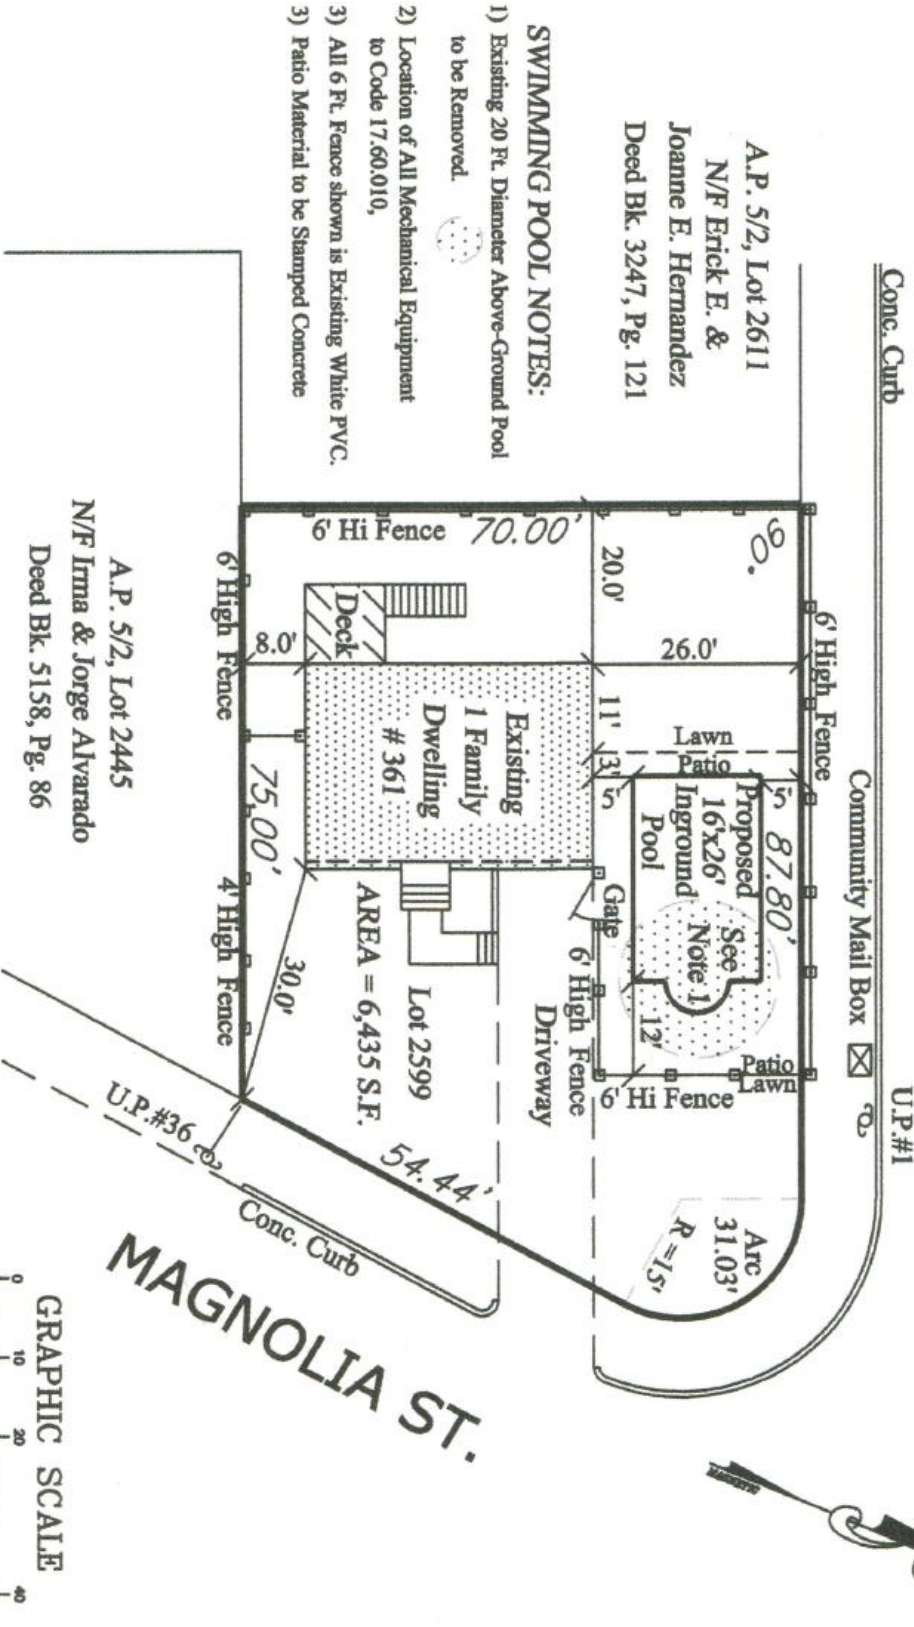 Conc. Curb
U.P.#1
Community Mail Box
A.P. 5/2, Lot 2611
N/F Erick E. &
Joanne E. Hernandez
Deed Bk. 3247, Pg. 121
SWIMMING POOL NOTES:
1) Existing 20 Ft. Diameter Above-Ground Pool
to be Removed.
2) Location of All Mechanical Equipment
to Code 17.60.010,
3) All 6 Ft. Fence shown is Existing White PVC.
3) Patio Material to be Stamped Concrete
6' High Fence
87.80'
90°
26.0'
Lawn
Patio
5'
Proposed
16'x26'
Inground
Pool
See
Note 1
12'
Patio
Lawn
6' Hi Fence
Arc
31.03'
R =15'
20.0'
11'
3'
5'
Gate
6' High Fence
Driveway
70.00'
6' Hi Fence
Deck
8.0'
Existing
1 Family
Dwelling
# 361
Lot 2599
AREA = 6,435 S.F.
30.0'
54.44'
75.00'
6' High Fence
4' High Fence
A.P. 5/2, Lot 2445
N/F Irma & Jorge Alvarado
Deed Bk. 5158, Pg. 86
U.P.#36
Conc. Curb
MAGNOLIA ST.
MAGNETIC
GRAPHIC SCALE
0 10 20 40